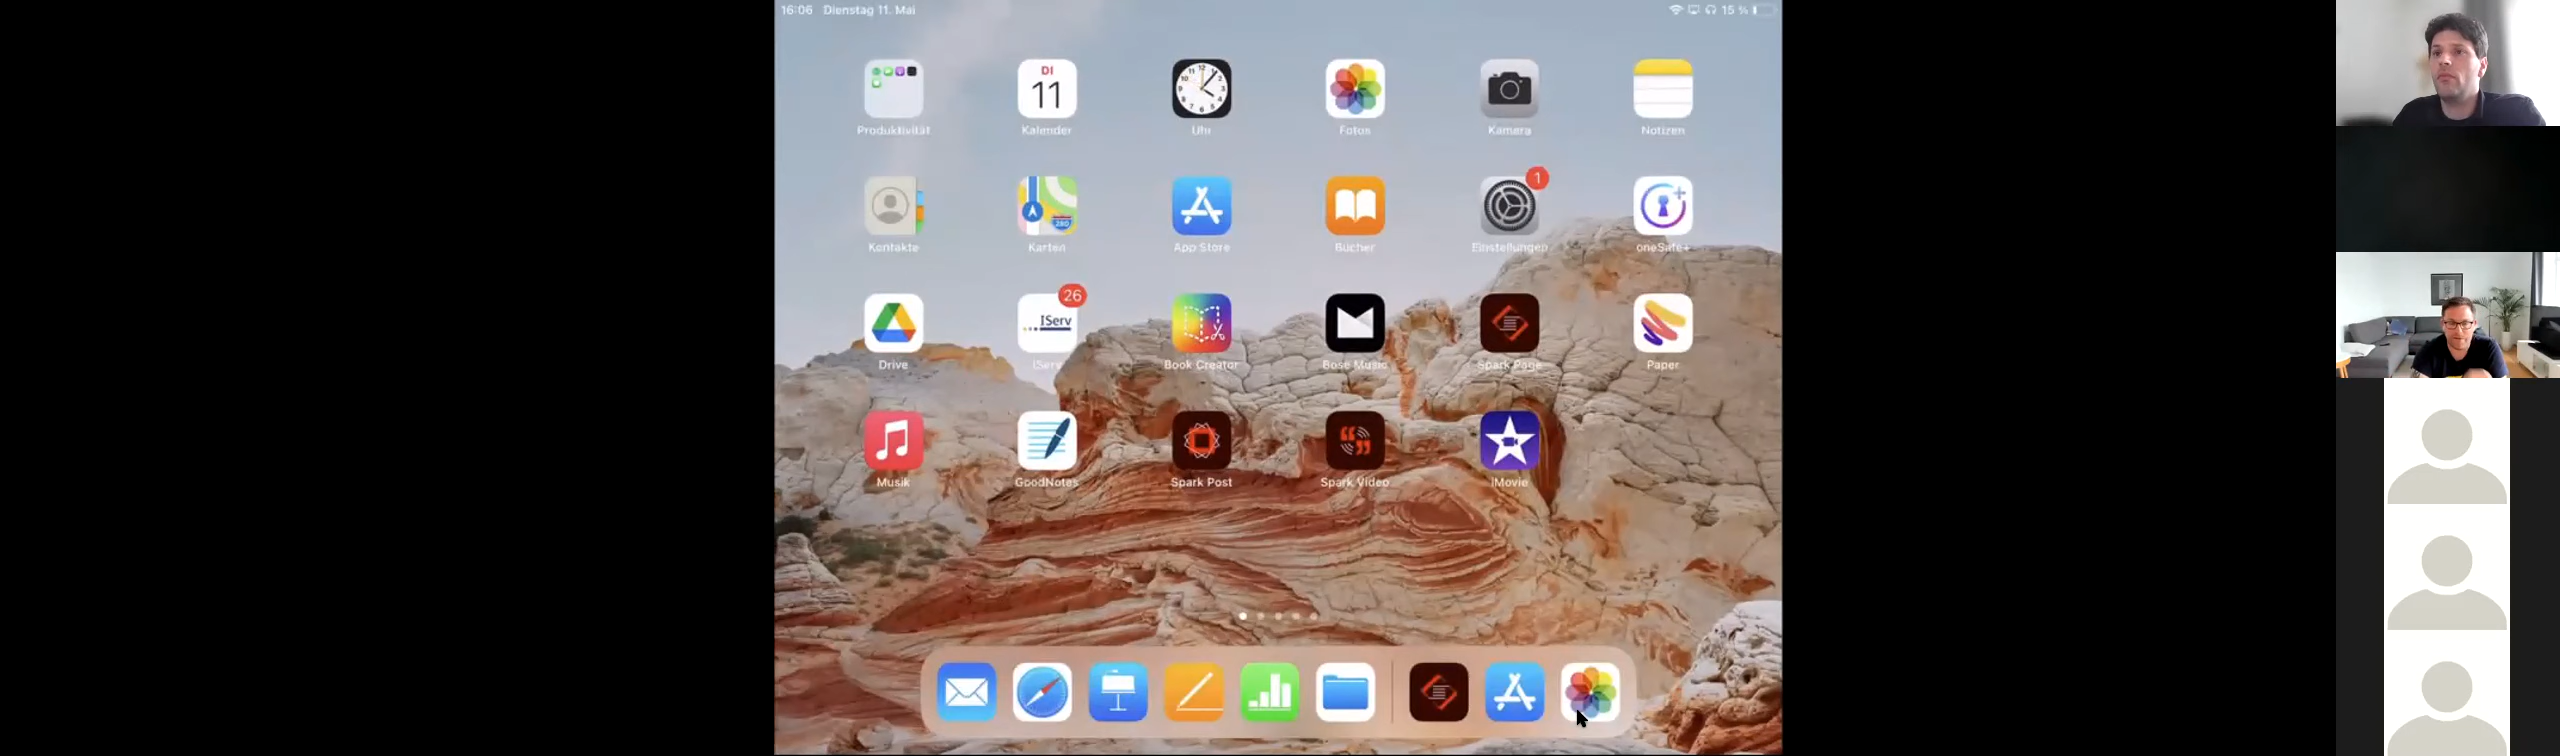 16:06 Dienstag 11. Mai
15 %
DI
11
12
Produktivität
Kalender
Uhr
Fotos
Kamera
Notizen
280
1
Kontakte
Karten
App Store
Bücher
Einstellungen
oneSafe+
26
IServ
Drive
IServ
Book Creator
Bose Music
Spark Page
Paper
Musik
GoodNotes
Spark Post
Spark Video
iMovie